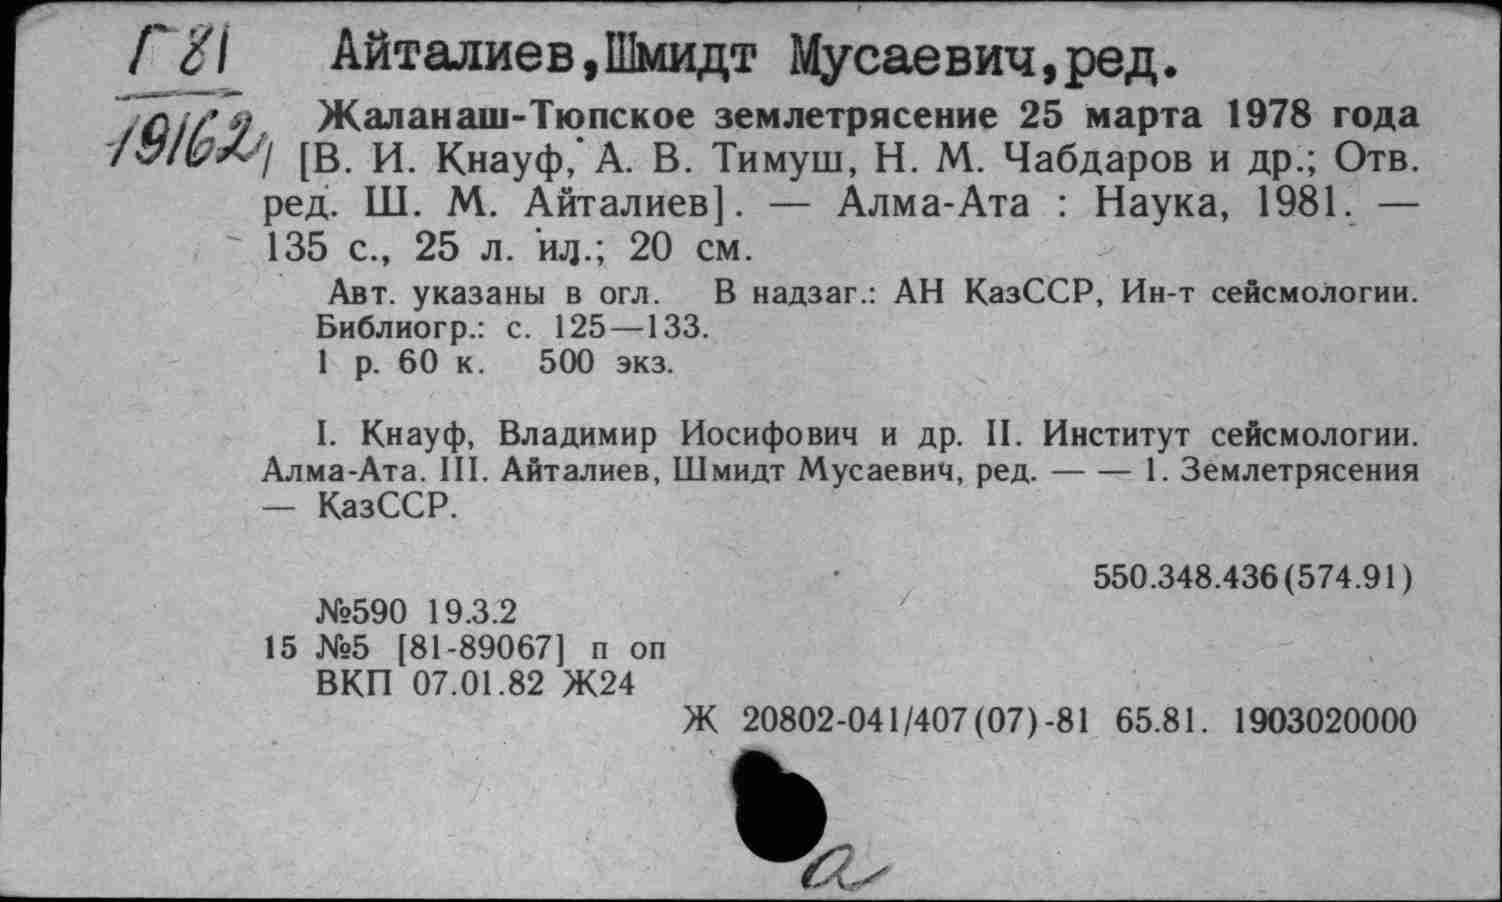 Г 81 Айталиев,Шмидт Мусаевич,ред.
Жаланаш-Тюпское землетрясение 25 марта 1978 года
19162 / [В. И. Кнауф, А. В. Тимуш, Н. М. Чабдаров и др.; Отв.
ред. Ш. М. Айталиев]. — Алма-Ата : Наука, 1981. —
135 с., 25 л. ил.; 20 см.
Авт. указаны в огл. В надзаг.: АН КазССР, Ин-т сейсмологии.
Библиогр.: с. 125—133.
1 р. 60 к. 500 экз.
I. Кнауф, Владимир Иосифович и др. II. Институт сейсмологии.
Алма-Ата. III. Айталиев, Шмидт Мусаевич, ред. — — 1. Землетрясения
— КазССР.
550.348.436(574.91)
№590 19.3.2
15 №5 [81-89067] п оп
ВКП 07.01.82 Ж24
Ж 20802-041/407(07)-81 65.81. 1903020000
а